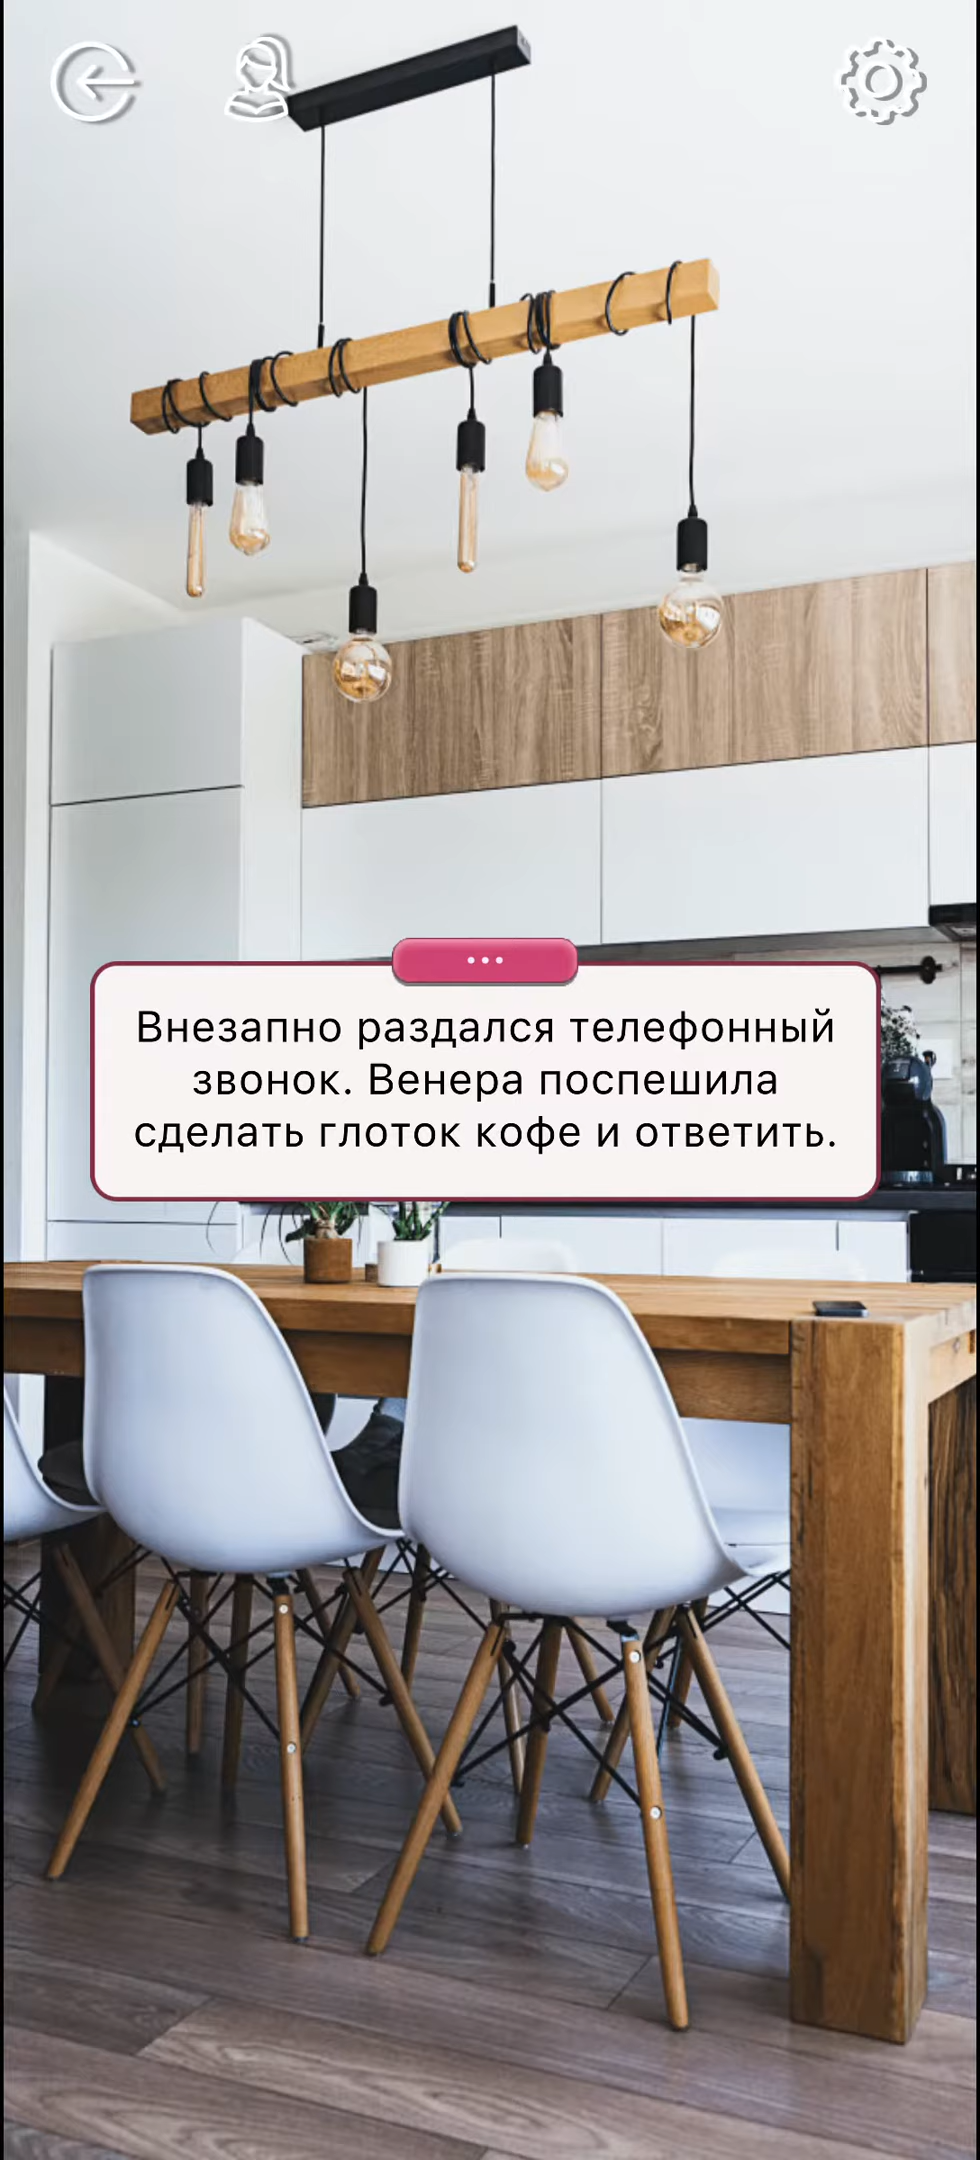 Внезапно раздался телефонный
звонок. Венера поспешила
сделать глоток кофе и ответить.